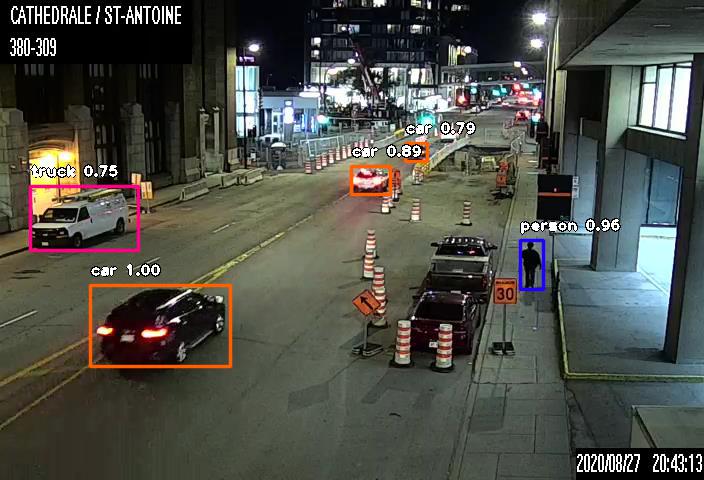 CATHEDRALE / ST-ANTOINE
380-309
car 0.79
car 0.89
truck 0.75
person 0.96
car 1.00
MAXIMUM
30
2020/08/27 20:43:13